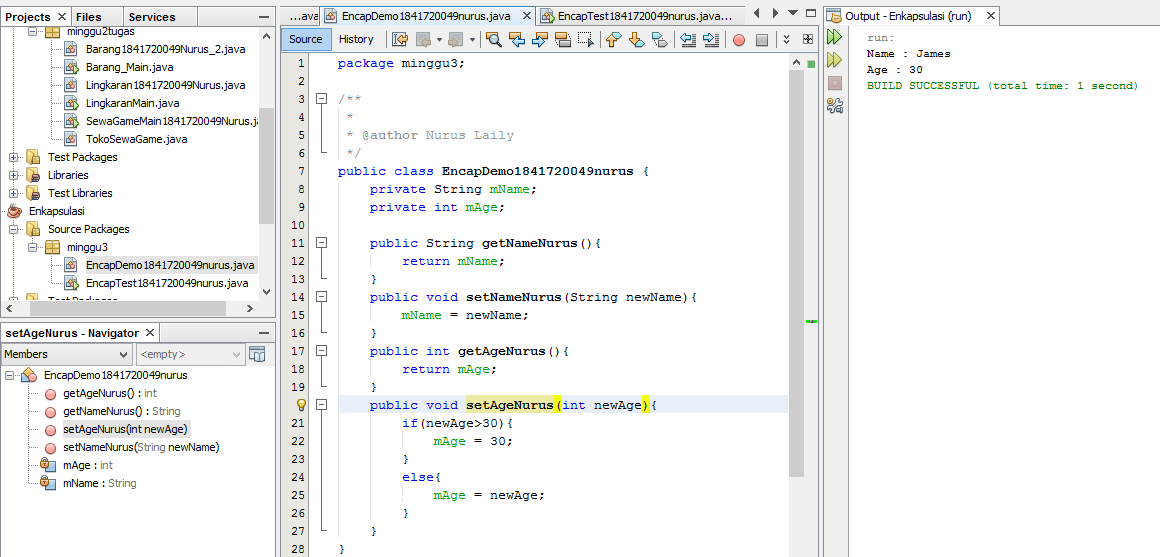 Projects
Files
Services
minggu2tugas
Barang1841720049Nurus_2.java
Barang_Main.java
Lingkaran1841720049Nurus.java
LingkaranMain.java
SewaGameMain1841720049Nurus.ja
TokoSewaGame.java
Test Packages
Libraries
Test Libraries
Enkapsulasi
Source Packages
minggu3
EncapDemo1841720049nurus.java
EncapTest1841720049nurus.java
Test Packages
setAgeNurus - Navigator
Members
<empty>
EncapDemo1841720049nurus
getAgeNurus() : int
getNameNurus() : String
setAgeNurus(int newAge)
setNameNurus(String newName)
mAge : int
mName : String
...ava
EncapDemo1841720049nurus.java
EncapTest1841720049nurus.java...
Source
History
1 package minggu3;
2
3 /**
4 *
5 * @author Nurus Laily
6 */
7 public class EncapDemo1841720049nurus {
8 private String mName;
9 private int mAge;
10
11 public String getNameNurus(){
12 return mName;
13 }
14 public void setNameNurus(String newName){
15 mName = newName;
16 }
17 public int getAgeNurus(){
18 return mAge;
19 }
public void setAgeNurus(int newAge){
21 if(newAge>30){
22 mAge = 30;
23 }
24 else{
25 mAge = newAge;
26 }
27 }
28 }
Output - Enkapsulasi (run)
run:
Name : James
Age : 30
BUILD SUCCESSFUL (total time: 1 second)